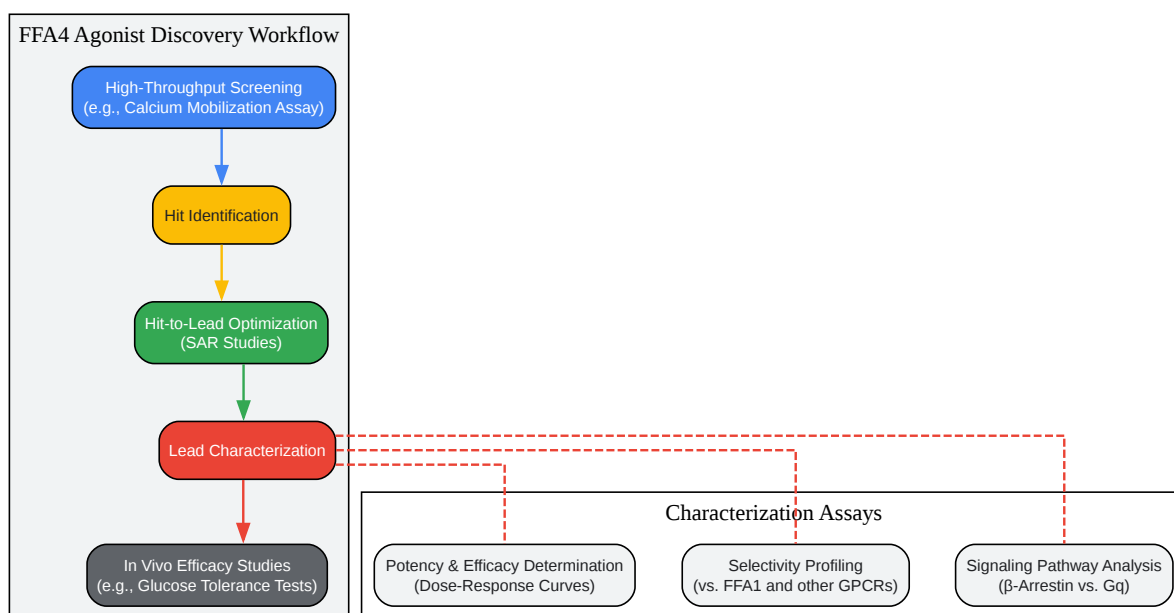 FFA4 Agonist Discovery Workflow
High-Throughput Screening
(e.g., Calcium Mobilization Assay)
Hit Identification
Hit-to-Lead Optimization
(SAR Studies)
Lead Characterization
In Vivo Efficacy Studies
(e.g., Glucose Tolerance Tests)
Characterization Assays
Potency & Efficacy Determination
(Dose-Response Curves)
Selectivity Profiling
(vs. FFA1 and other GPCRs)
Signaling Pathway Analysis
(β-Arrestin vs. Gq)